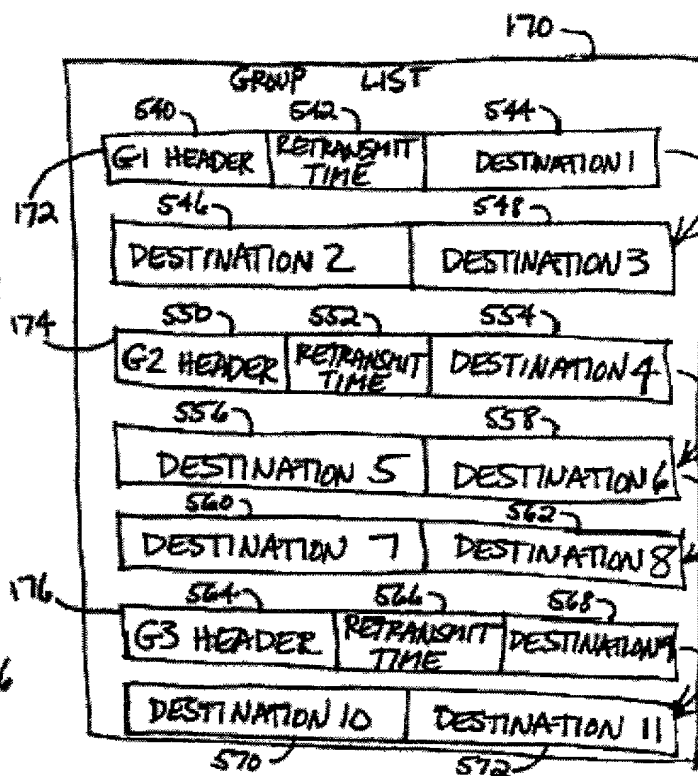 170
GROUP LIST
540 542 544
G1 HEADER RETRANSMIT TIME DESTINATION 1
172
546 548
DESTINATION 2 DESTINATION 3
174
550 552 554
G2 HEADER RETRANSMIT TIME DESTINATION 4
556 558
DESTINATION 5 DESTINATION 6
560 562
DESTINATION 7 DESTINATION 8
176
564 566 568
G3 HEADER RETRANSMIT TIME DESTINATION 9
6
DESTINATION 10 DESTINATION 11
570 572